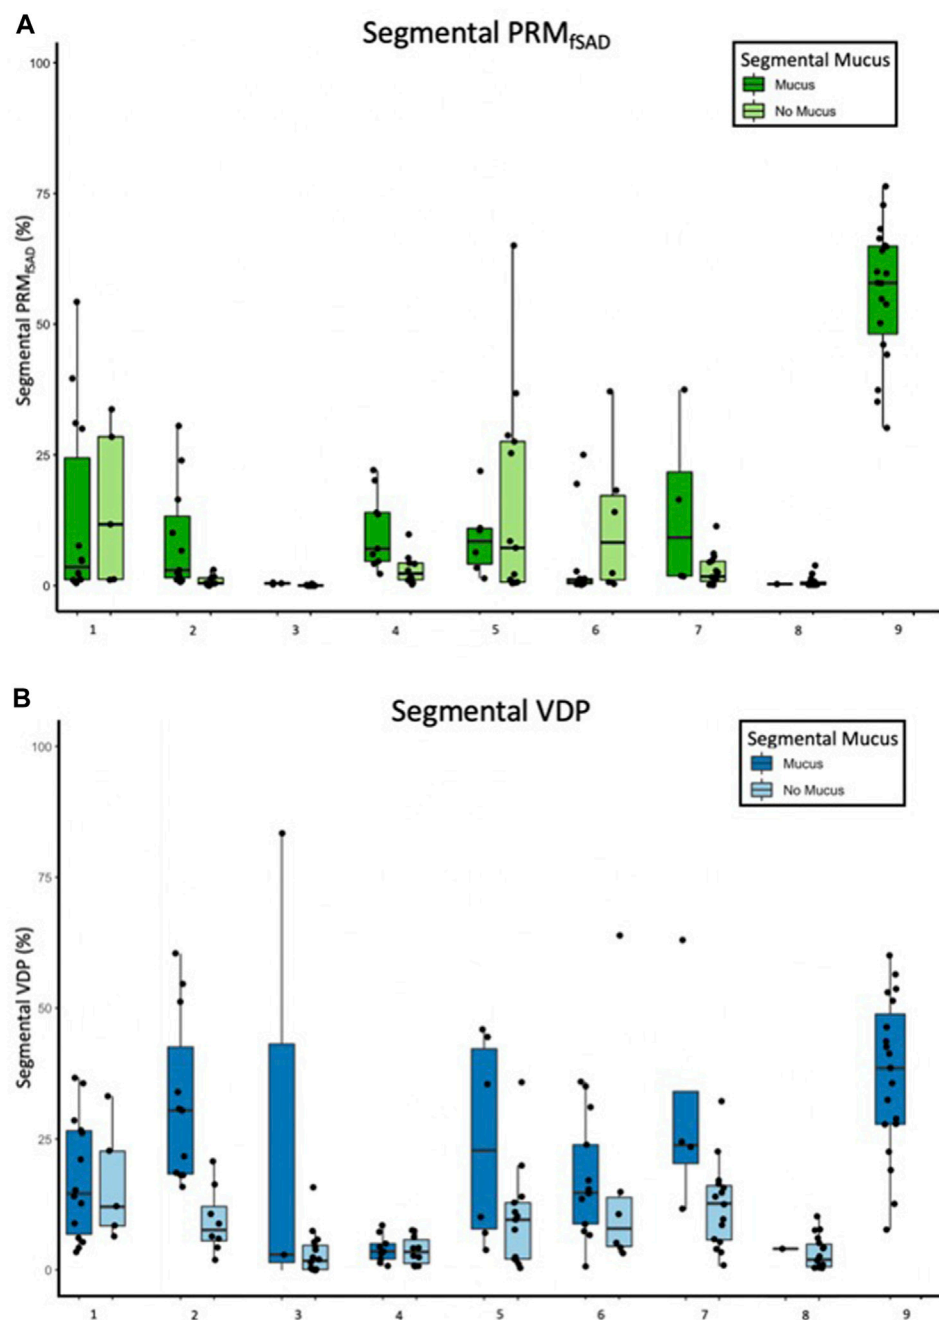 A
Segmental PRMfSAD
Segmental Mucus
Mucus
No Mucus
Segmental PRMfSAD (%)
100
75
50
25
0
1 2 3 4 5 6 7 8 9
B
Segmental VDP
Segmental Mucus
Mucus
No Mucus
Segmental VDP (%)
100
75
50
25
0
1 2 3 4 5 6 7 8 9